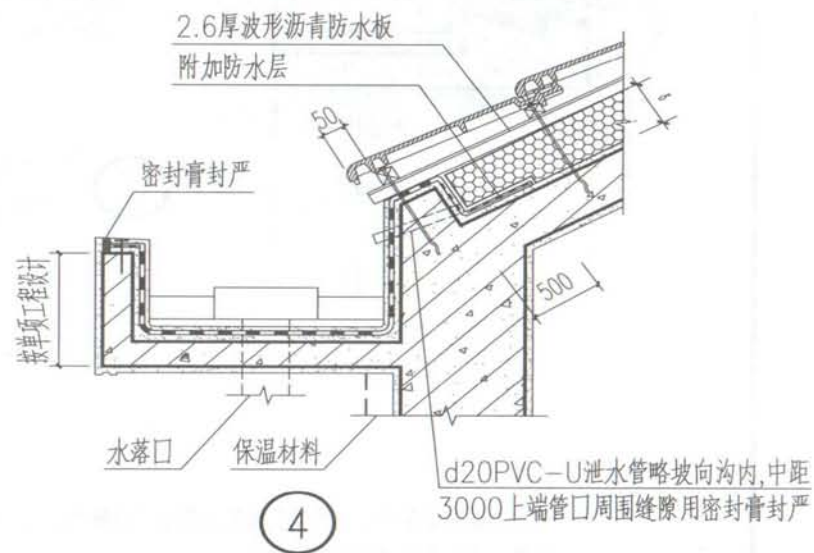 2.6厚波形沥青防水板
附加防水层
50
δ
密封膏封严
按单项工程设计
500
水落口
保温材料
d20PVC-U泄水管略坡向沟内,中距
3000上端管口周围缝隙用密封膏封严
4